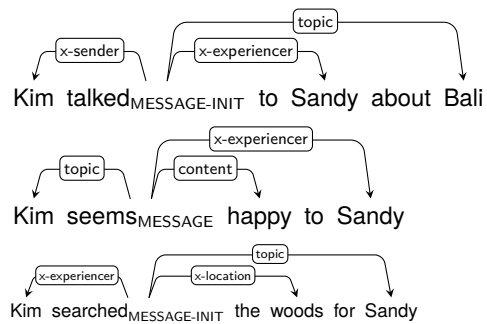 topic
x-sender x-experiencer
Kim talkedMESSAGE-INIT to Sandy about Bali
x-experiencer
topic content
Kim seemsMESSAGE happy to Sandy
topic
x-experiencer x-location
Kim searchedMESSAGE-INIT the woods for Sandy